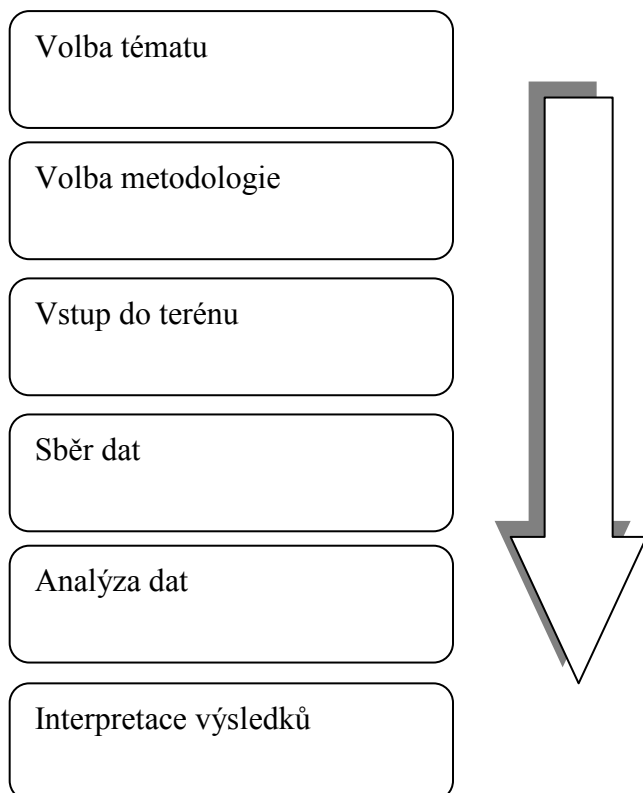 Volba tématu
Volba metodologie
Vstup do terénu
Sběr dat
Analýza dat
Interpretace výsledků